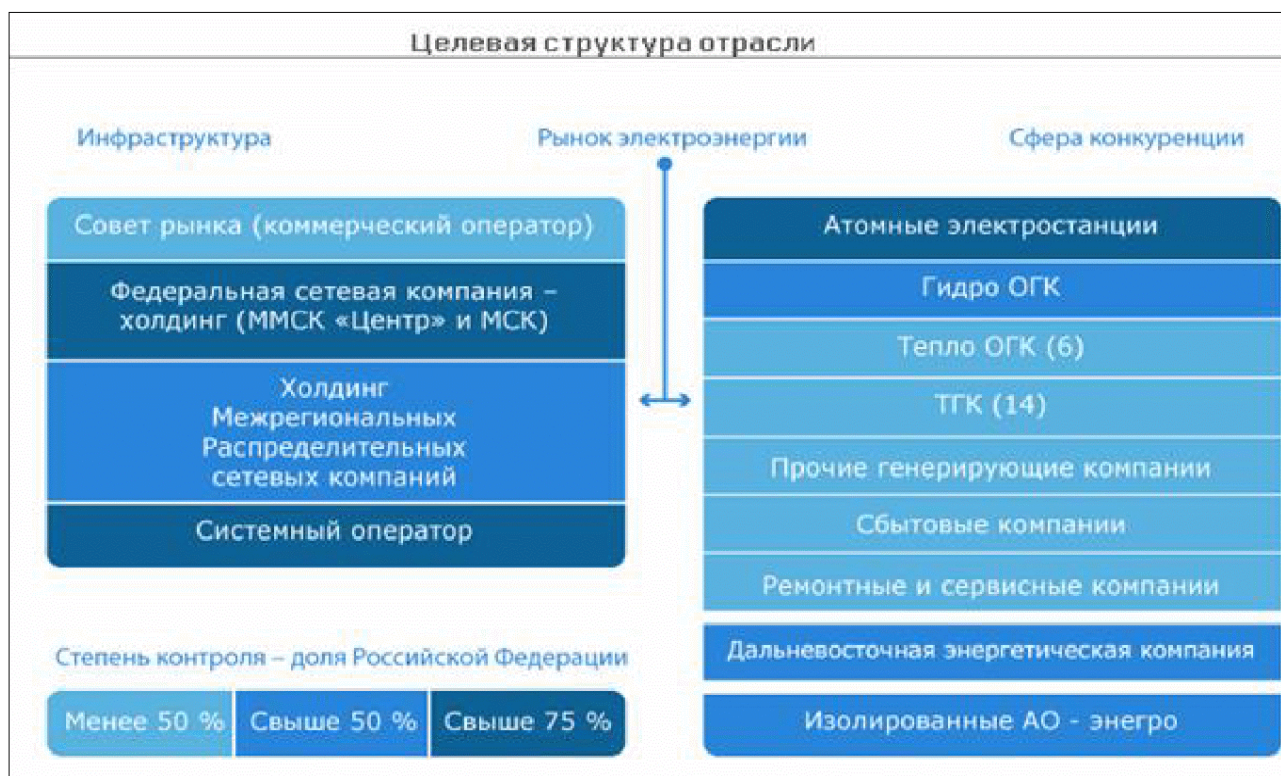 Целевая структура отрасли
Инфраструктура
Рынок электроэнергии
Сфера конкуренции
Совет рынка (коммерческий оператор)
Федеральная сетевая компания –
холдинг (ММСК «Центр» и МСК)
Холдинг
Межрегиональных
Распределительных
сетевых компаний
Системный оператор
Степень контроля – доля Российской Федерации
Менее 50 %
Свыше 50 %
Свыше 75 %
Атомные электростанции
Гидро ОГК
Тепло ОГК (6)
ТГК (14)
Прочие генерирующие компании
Сбытовые компании
Ремонтные и сервисные компании
Дальневосточная энергетическая компания
Изолированные АО - энегро